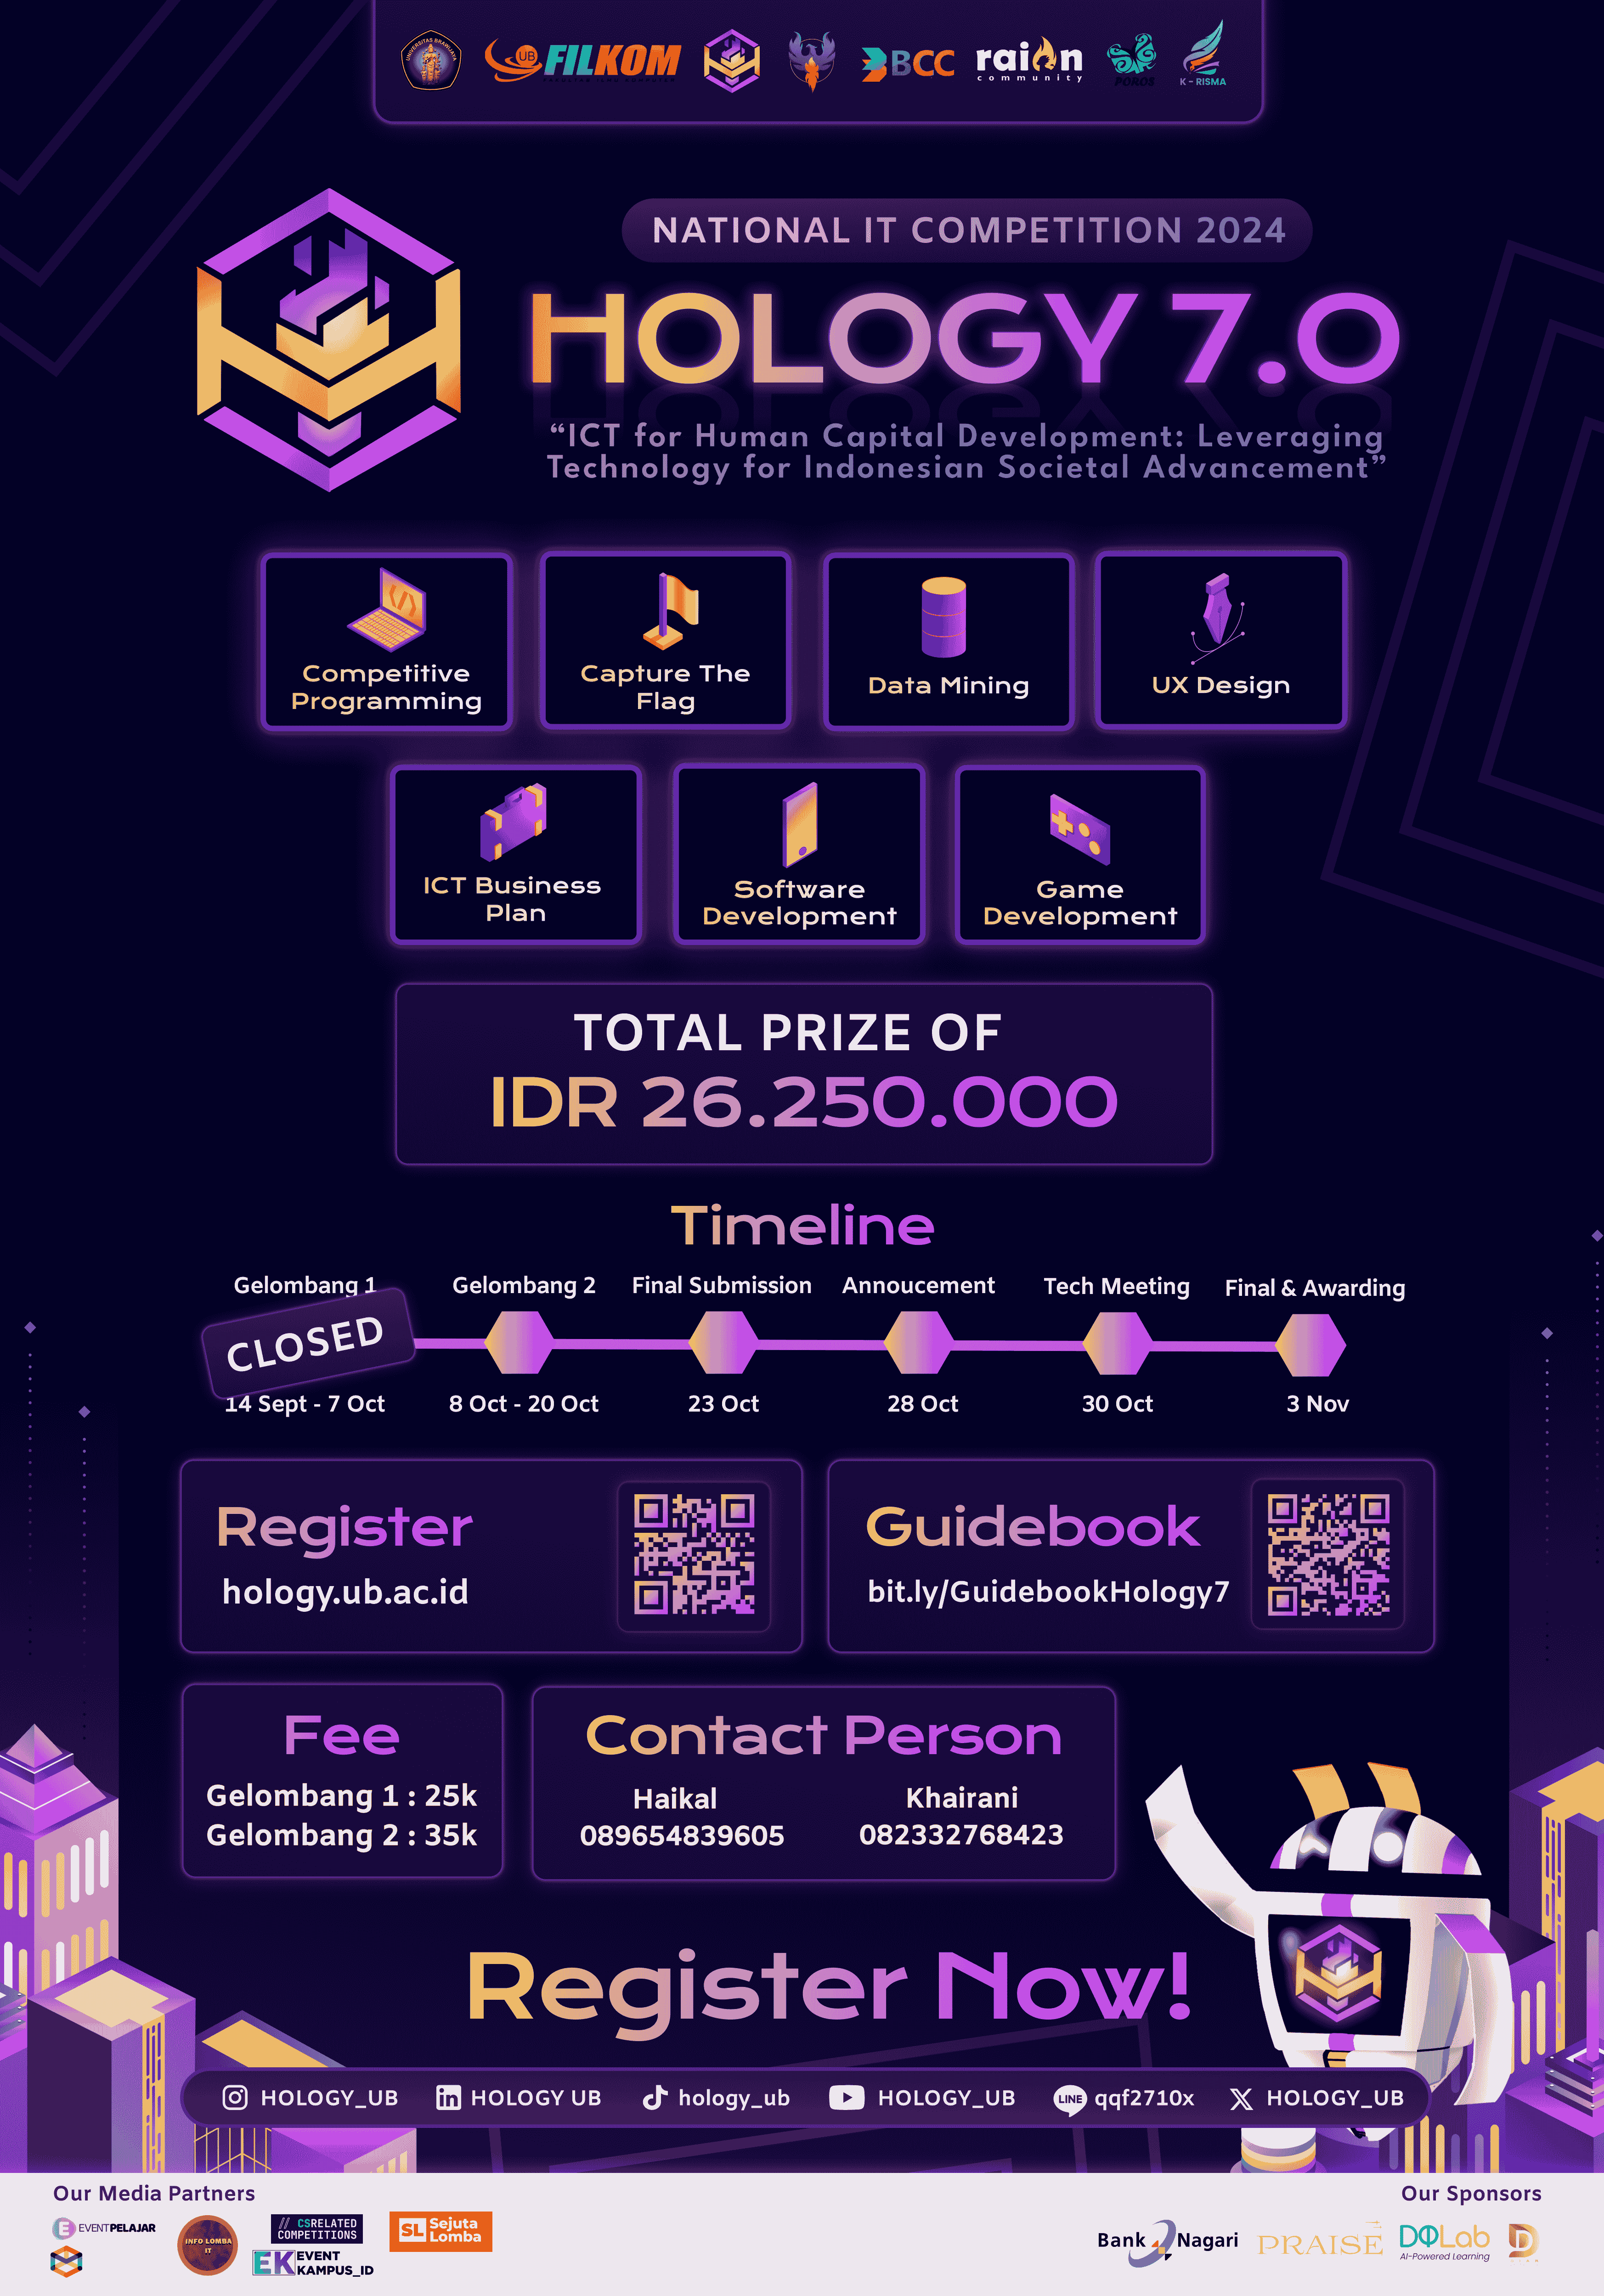 UNIVERSITAS BRAWIJAYA
UB FILKOM
BCC
raion
community
POROS
K - RISMA
NATIONAL IT COMPETITION 2024
HOLOGY 7.0
“ICT for Human Capital Development: Leveraging
Technology for Indonesian Societal Advancement”
Competitive
Programming
Capture The
Flag
Data Mining
UX Design
ICT Business
Plan
Software
Development
Game
Development
TOTAL PRIZE OF
IDR 26.250.000
Timeline
Gelombang 1
CLOSED
14 Sept - 7 Oct
Gelombang 2
8 Oct - 20 Oct
Final Submission
23 Oct
Annoucement
28 Oct
Tech Meeting
30 Oct
Final & Awarding
3 Nov
Register
hology.ub.ac.id
Guidebook
bit.ly/GuidebookHology7
Fee
Gelombang 1 : 25k
Gelombang 2 : 35k
Contact Person
Haikal
089654839605
Khairani
082332768423
Register Now!
HOLOGY_UB
HOLOGY UB
hology_ub
HOLOGY_UB
LINE qqf2710x
HOLOGY_UB
Our Media Partners
E EVENTPELAJAR
INFO LOMBA
IT
// CSRELATED
COMPETITIONS
EK EVENT
KAMPUS_ID
SL Sejuta
Lomba
Our Sponsors
Bank Nagari
PRAISE
DQLab
AI-Powered Learning